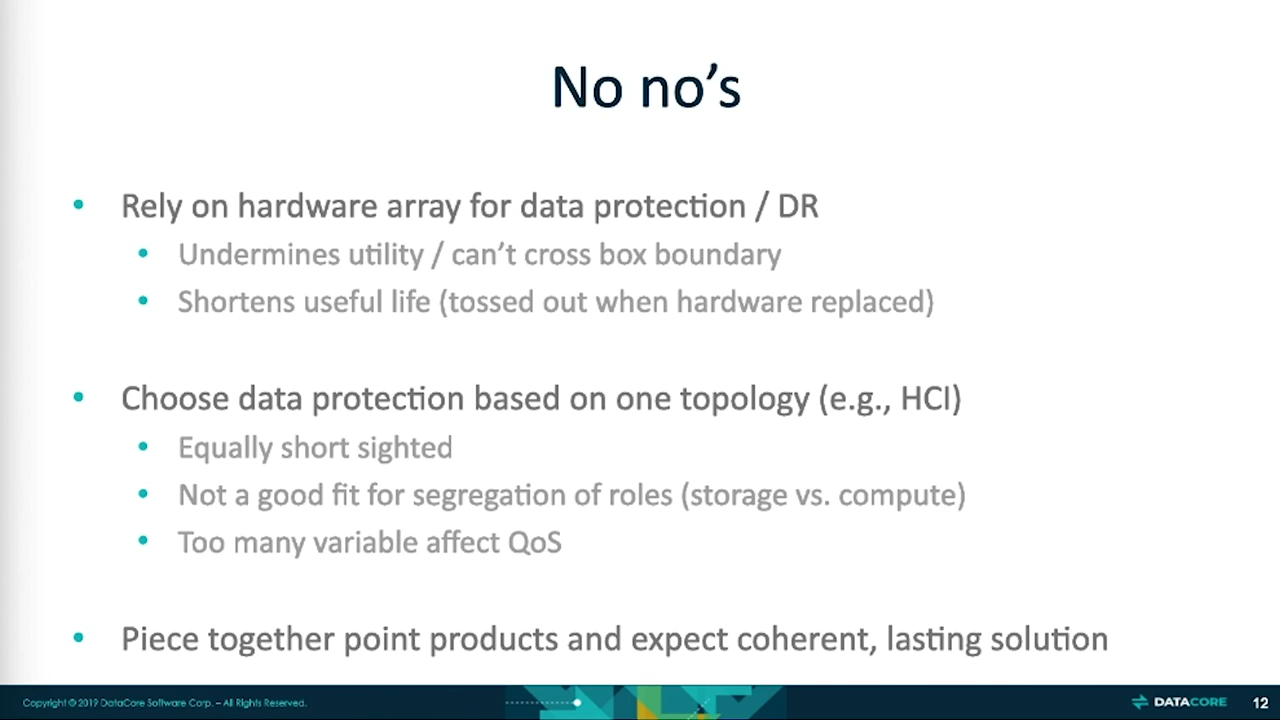 No no’s
• Rely on hardware array for data protection / DR
• Undermines utility / can’t cross box boundary
• Shortens useful life (tossed out when hardware replaced)
• Choose data protection based on one topology (e.g., HCI)
• Equally short sighted
• Not a good fit for segregation of roles (storage vs. compute)
• Too many variable affect QoS
• Piece together point products and expect coherent, lasting solution
Copyright © 2019 DataCore Software Corp. – All Rights Reserved.
DATACORE
12